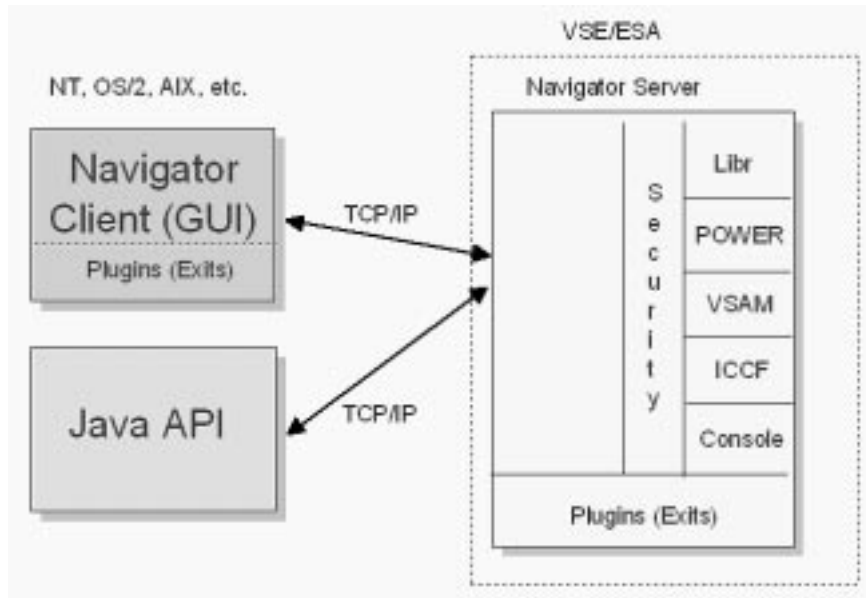 VSE/ESA
NT, OS/2, AIX, etc.
Navigator Server
Navigator
Client (GUI)
Plugins (Exits)
TCP/IP
Java API
TCP/IP
Security
Libr
POWER
VSAM
ICCF
Console
Plugins (Exits)